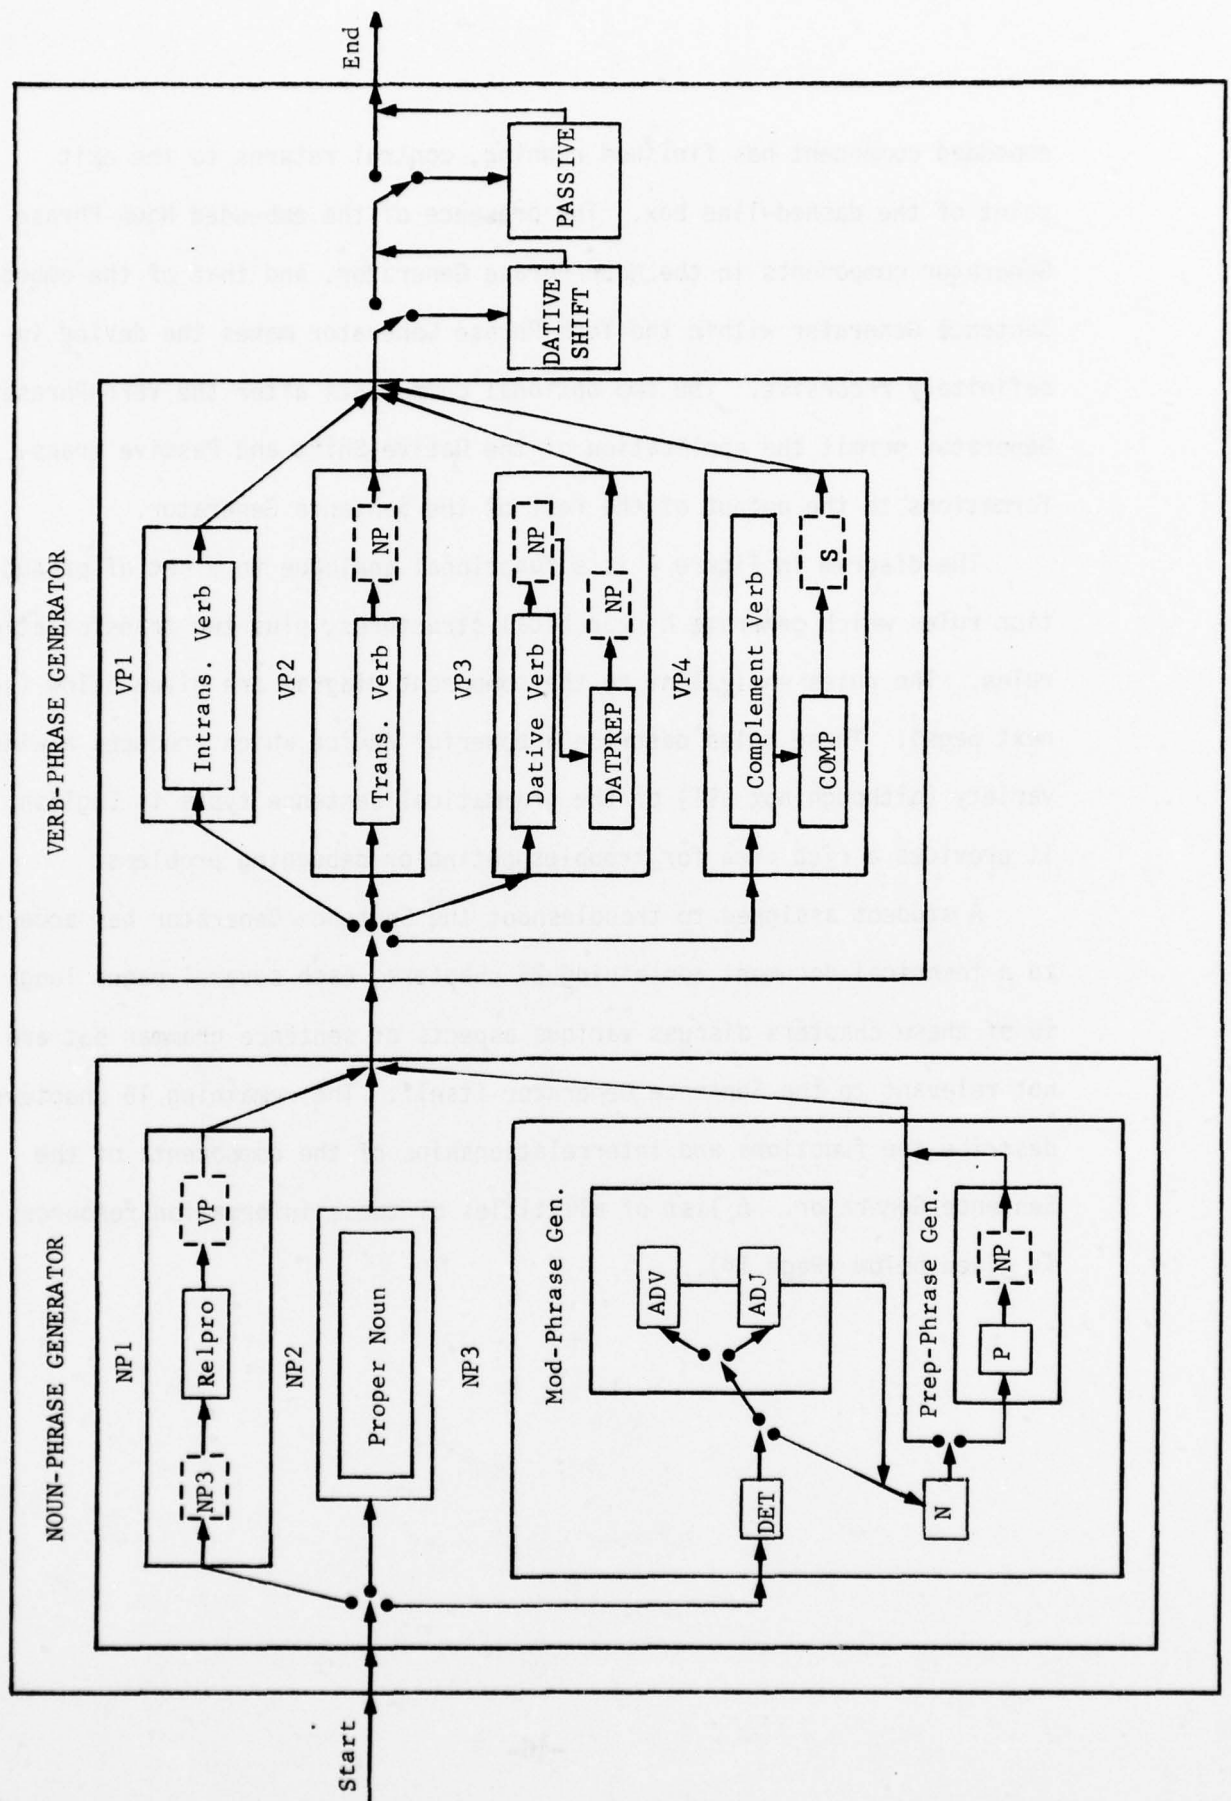 Start
NOUN-PHRASE GENERATOR
NP1
NP3
Relpro
VP
NP2
Proper Noun
NP3
DET
Mod-Phrase Gen.
ADV
ADJ
N
Prep-Phrase Gen.
P
NP
VERB-PHRASE GENERATOR
VP1
Intrans. Verb
VP2
Trans. Verb
NP
VP3
Dative Verb
NP
DATPREP
NP
VP4
Complement Verb
COMP
S
DATIVE
SHIFT
PASSIVE
End